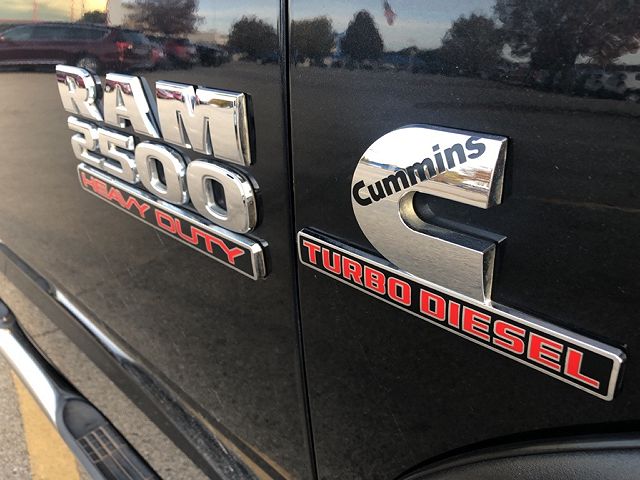 RAM
2500
HEAVY DUTY
Cummins
TURBO DIESEL